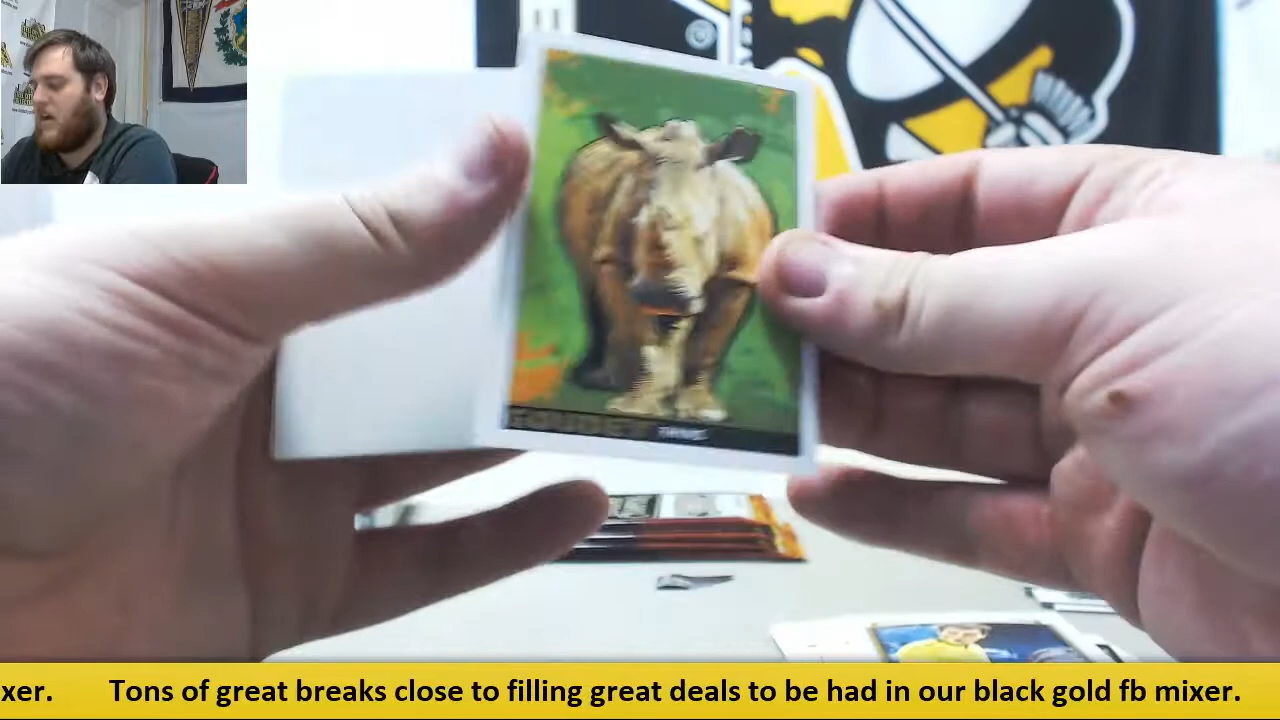 GOUDEY
xer. Tons of great breaks close to filling great deals to be had in our black gold fb mixer.